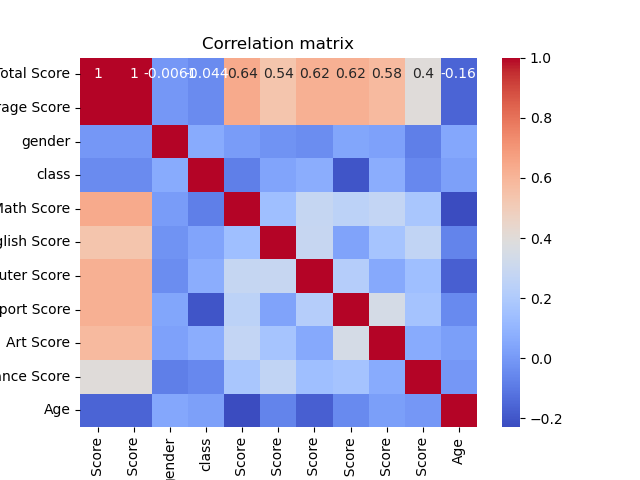 Correlation matrix
Total Score 1 1 -0.0061 -0.044 0.64 0.54 0.62 0.62 0.58 0.4 -0.16
rage Score
gender
class
Math Score
glish Score
uter Score
port Score
Art Score
nce Score
Age
Score Score gender class Score Score Score Score Score Score Age
1.0
0.8
0.6
0.4
0.2
0.0
−0.2